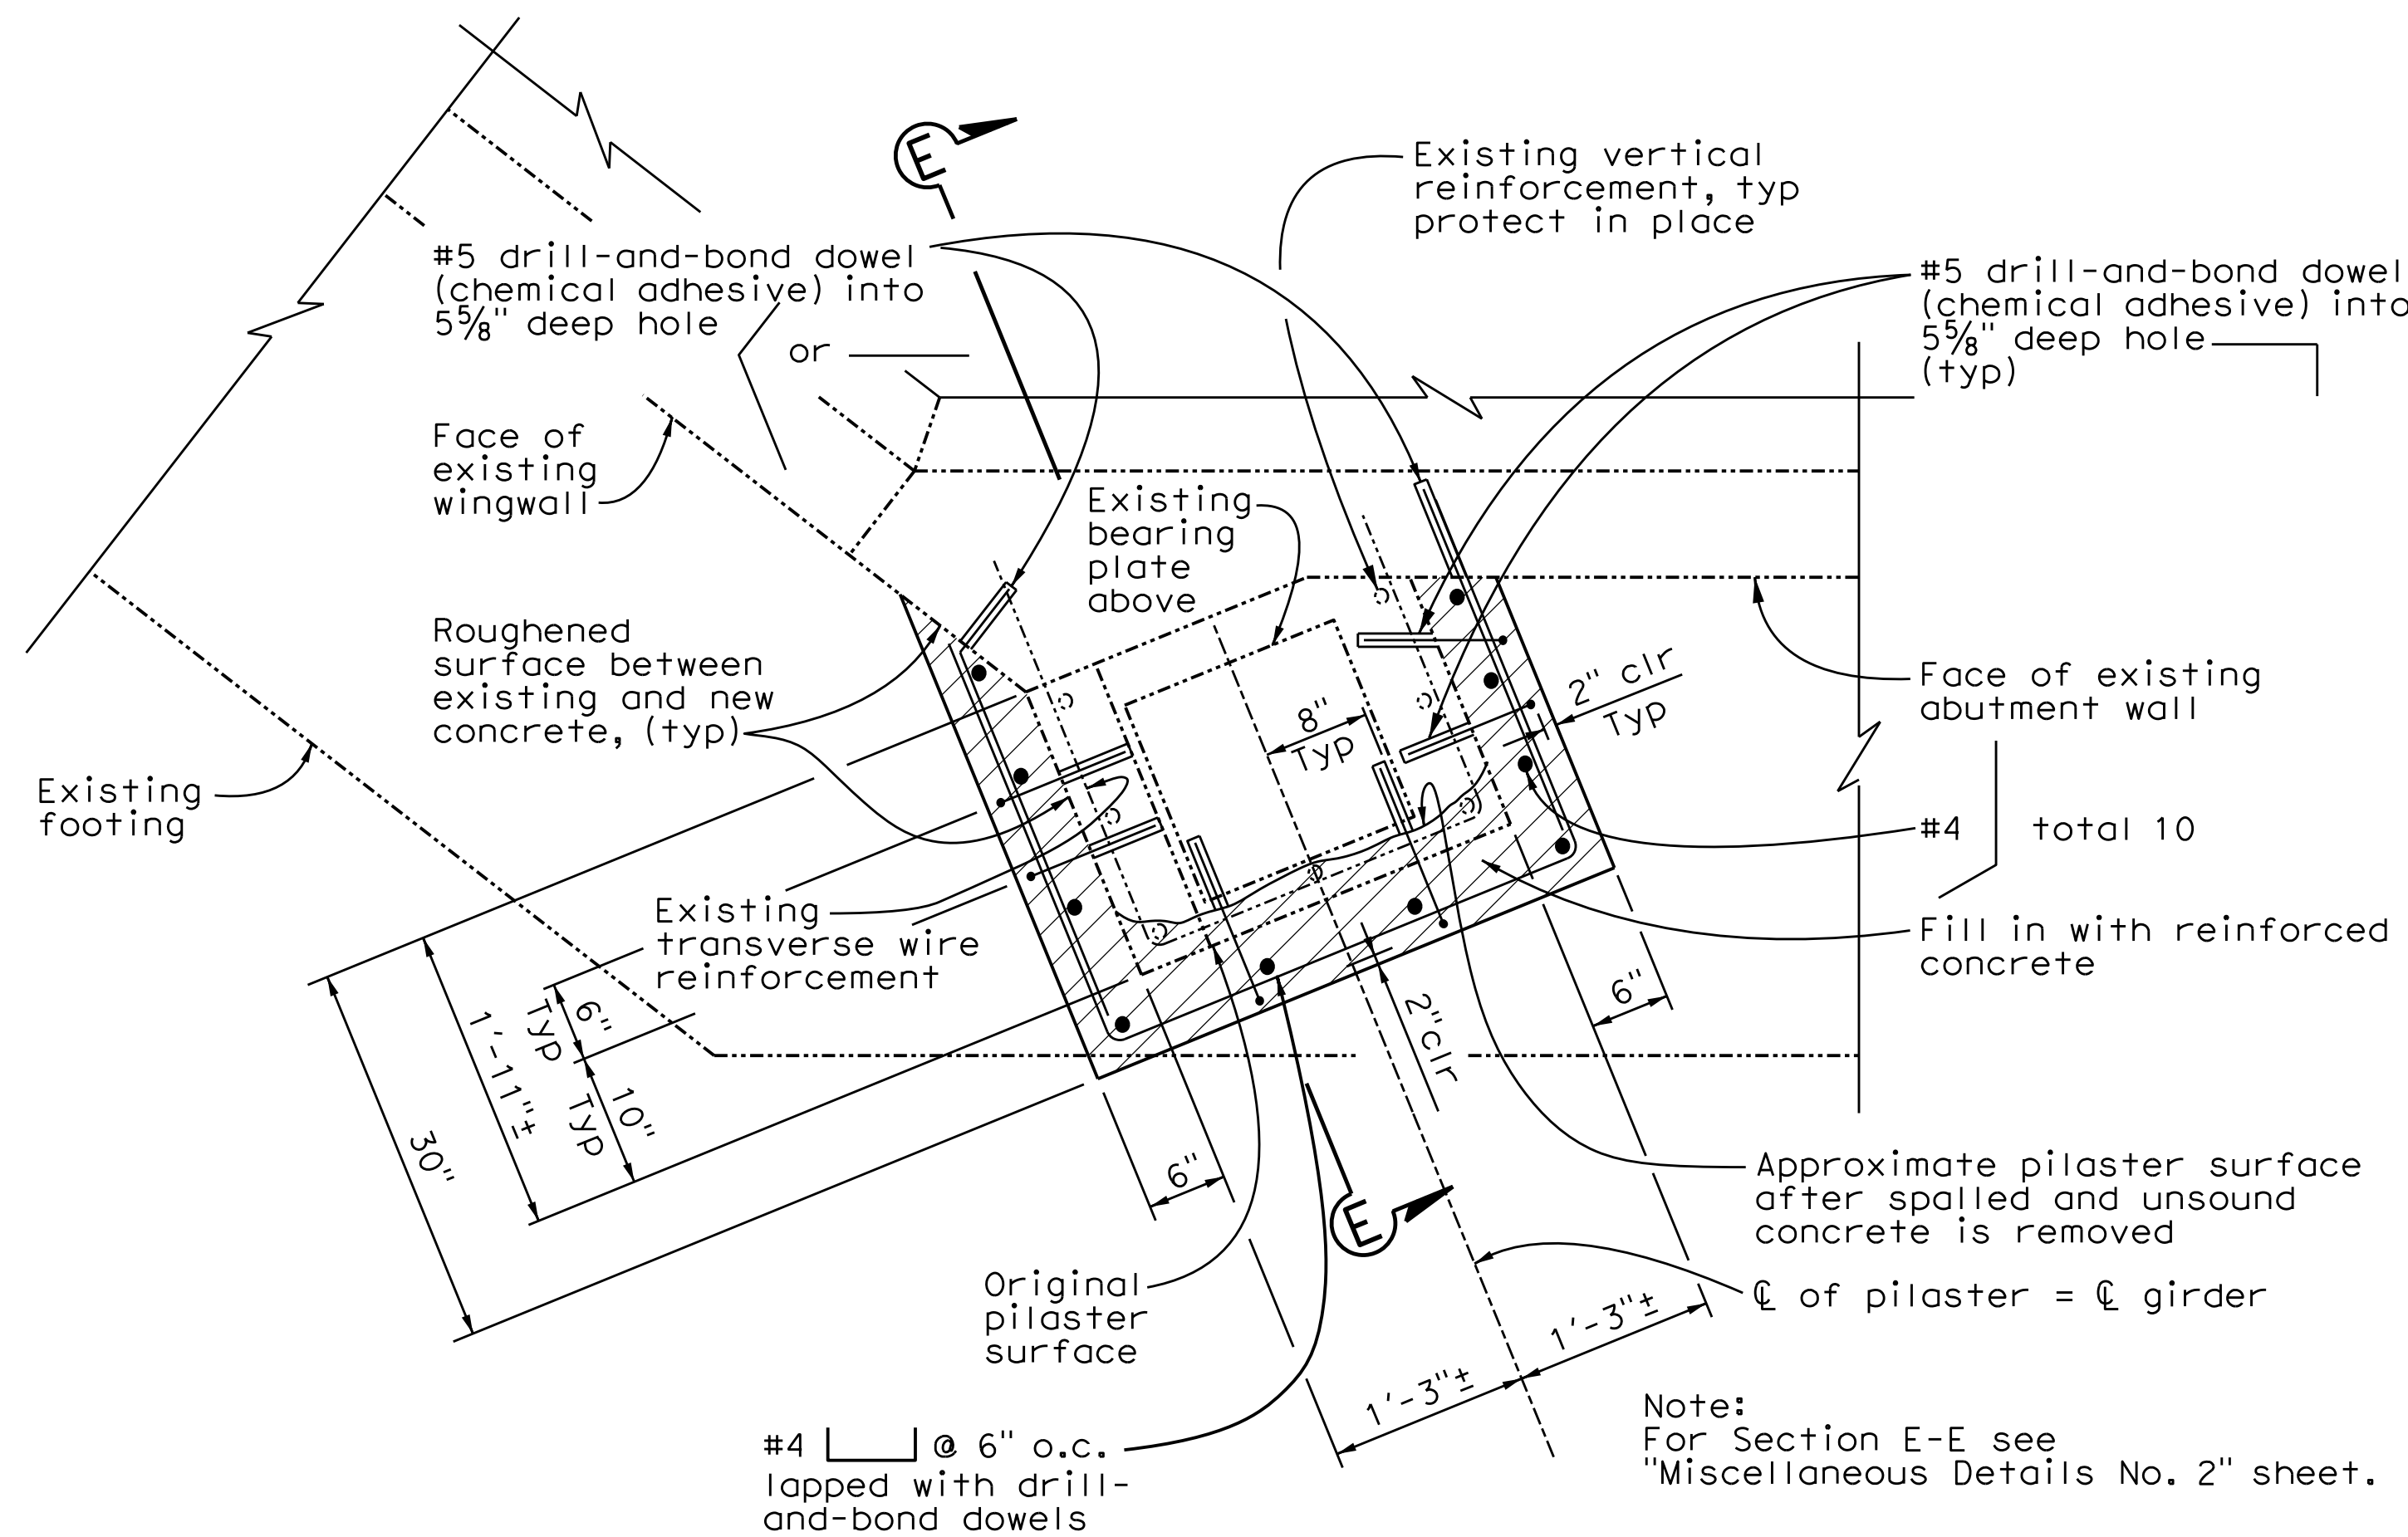 E
Existing vertical
reinforcement, typ
protect in place
#5 drill-and-bond dowel
(chemical adhesive) into
5⅝" deep hole
or
#5 drill-and-bond dowel
(chemical adhesive) into
5⅝" deep hole
(typ)
Face of
existing
wingwall
Existing
bearing
plate
above
Roughened
surface between
existing and new
concrete, (typ)
8"
Typ
2" clr
Typ
Face of existing
abutment wall
Existing
footing
#4
total 10
Existing
transverse wire
reinforcement
Fill in with reinforced
concrete
6"
Typ
1'-11"±
10"
Typ
30"
6"
2"clr
6"
E
Approximate pilaster surface
after spalled and unsound
concrete is removed
Original
pilaster
surface
℄ of pilaster = ℄ girder
1'-3"±
1'-3"±
#4 @ 6" o.c.
lapped with drill-
and-bond dowels
Note:
For Section E-E see
"Miscellaneous Details No. 2" sheet.